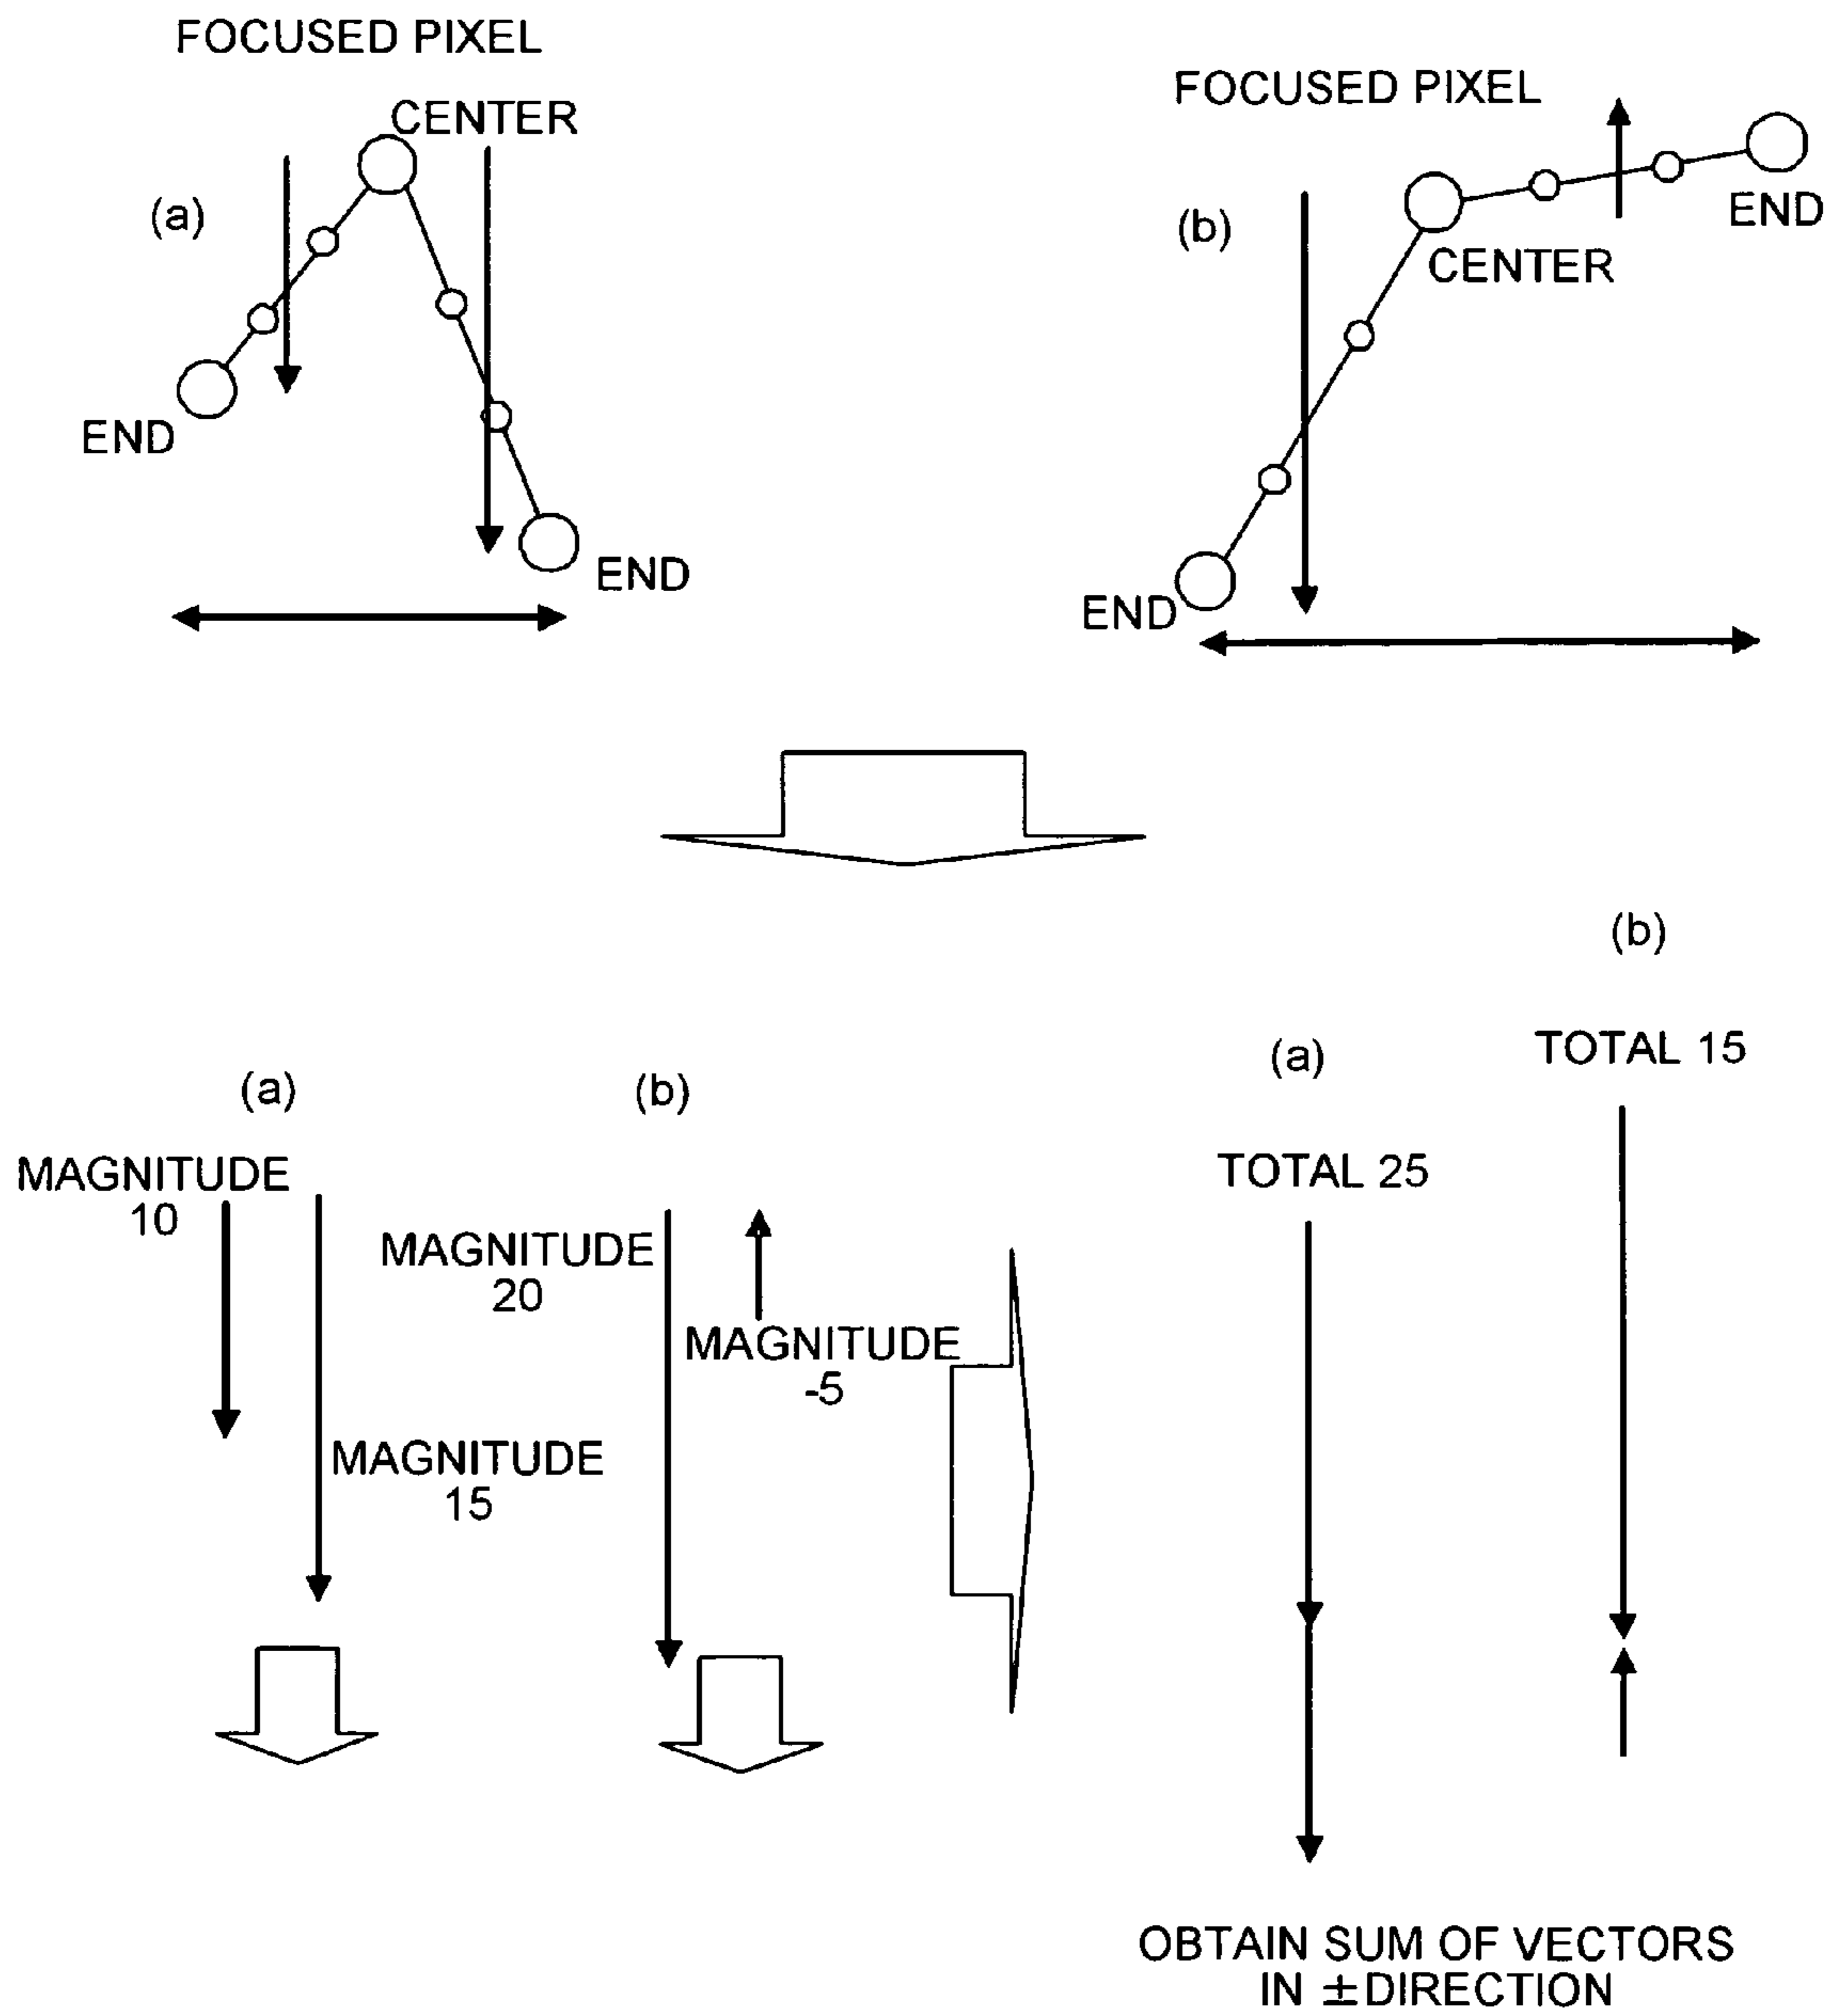 FOCUSED PIXEL
CENTER
(a)
END
END
FOCUSED PIXEL
(b)
CENTER
END
END
(a)
MAGNITUDE
10
MAGNITUDE
15
(b)
MAGNITUDE
20
MAGNITUDE
-5
(a)
TOTAL 25
(b)
TOTAL 15
OBTAIN SUM OF VECTORS
IN ±DIRECTION